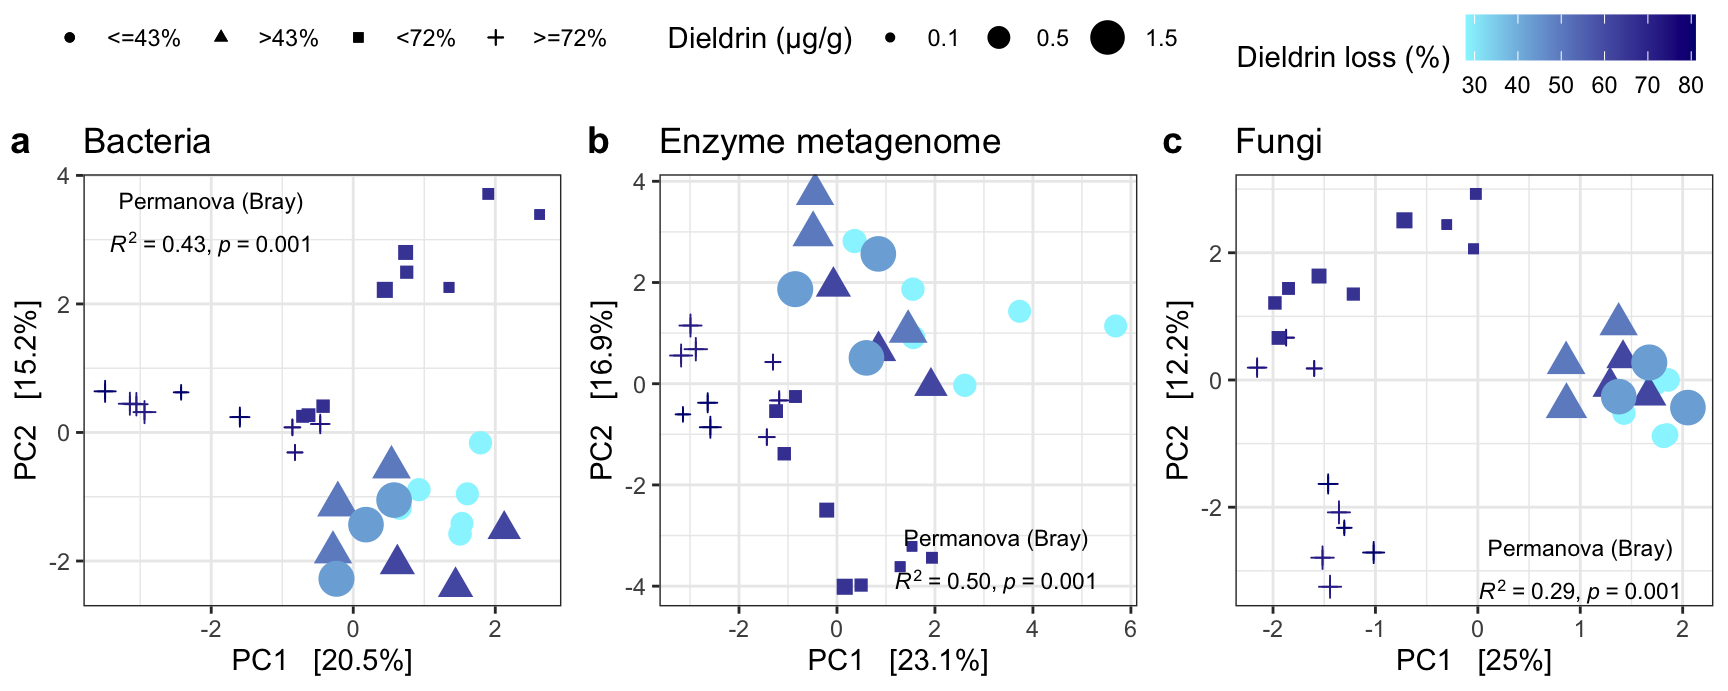 <=43% >43% <72% >=72% Dieldrin (µg/g) 0.1 0.5 1.5 Dieldrin loss (%)
30 40 50 60 70 80
a Bacteria
Permanova (Bray)
R² = 0.43, p = 0.001
4
2
0
-2
PC2 [15.2%]
-2 0 2
PC1 [20.5%]
b Enzyme metagenome
4
2
0
-2
-4
PC2 [16.9%]
Permanova (Bray)
R² = 0.50, p = 0.001
-2 0 2 4 6
PC1 [23.1%]
c Fungi
2
0
-2
PC2 [12.2%]
Permanova (Bray)
R² = 0.29, p = 0.001
-2 -1 0 1 2
PC1 [25%]